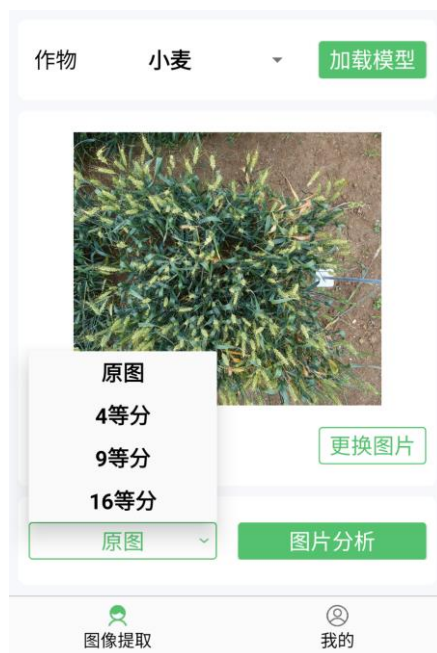 作物 小麦 加载模型
原图
4等分
9等分
更换图片
16等分
原图 图片分析
图像提取 我的